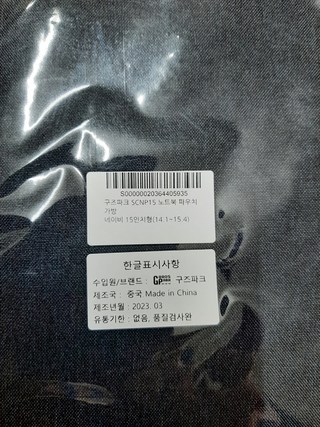 S00000020364405935
구즈파크 SCNP15 노트북 파우치
가방
네이비 15인치형(14.1~15.4)
한글표시사항
수입원/브랜드 : GP 구즈파크
제조국 : 중국 Made in China
제조년월 : 2023. 03
유통기한 : 없음, 품질검사완